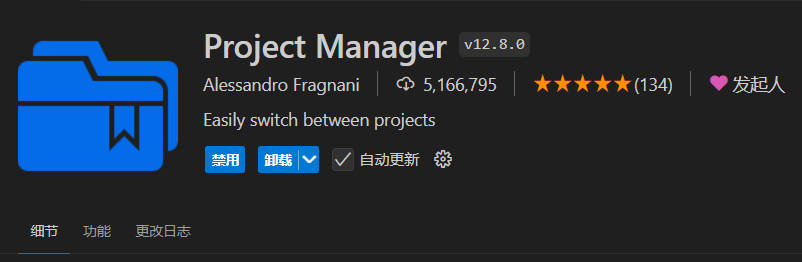 Project Manager v12.8.0
Alessandro Fragnani 5,166,795 (134) 发起人
Easily switch between projects
禁用 卸载 自动更新
细节 功能 更改日志